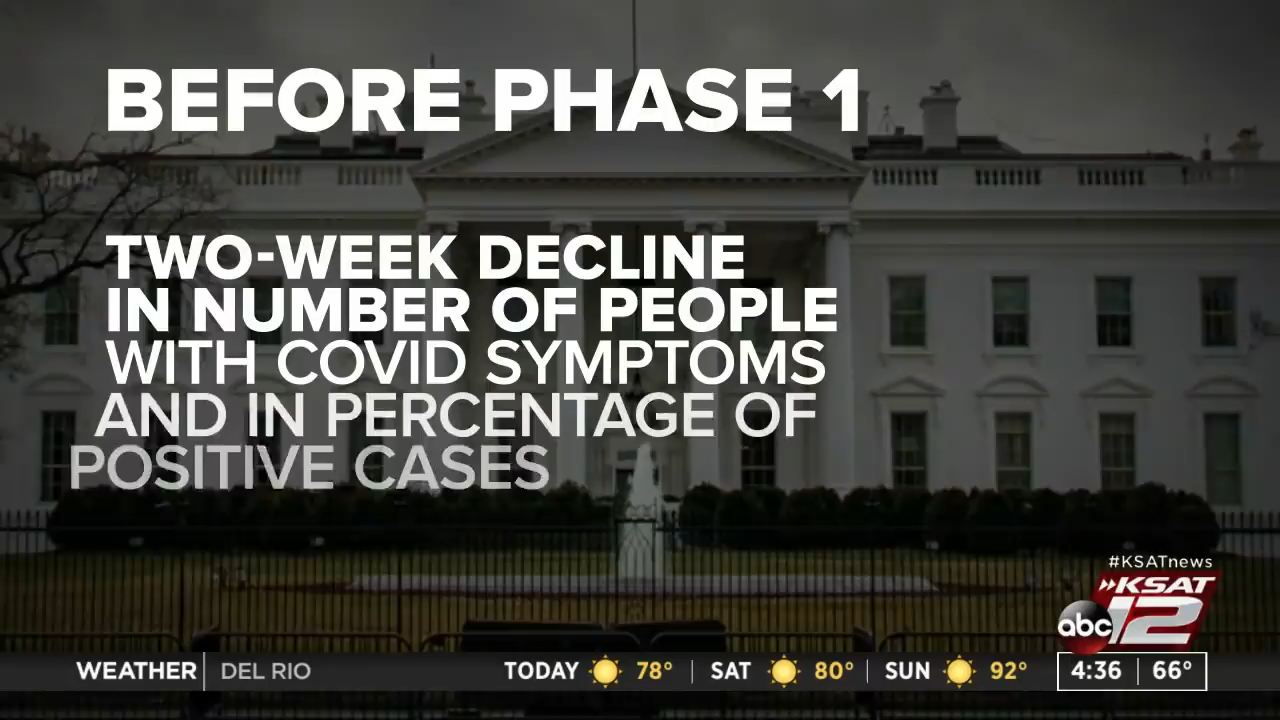 BEFORE PHASE 1
TWO-WEEK DECLINE
IN NUMBER OF PEOPLE
WITH COVID SYMPTOMS
AND IN PERCENTAGE OF
POSITIVE CASES
#KSATnews
KSAT
abc 12
WEATHER | DEL RIO TODAY 78° | SAT 80° | SUN 92° 4:36 | 66°